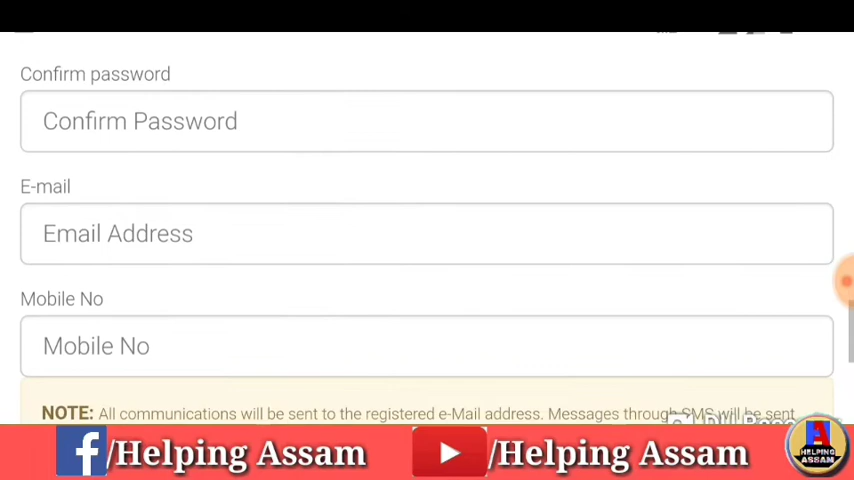 Confirm password
Confirm Password
E-mail
Email Address
Mobile No
Mobile No
NOTE: All communications will be sent to the registered e-Mail address. Messages through SMS will be sent
f/Helping Assam
/Helping Assam
A
HELPING
ASSAM